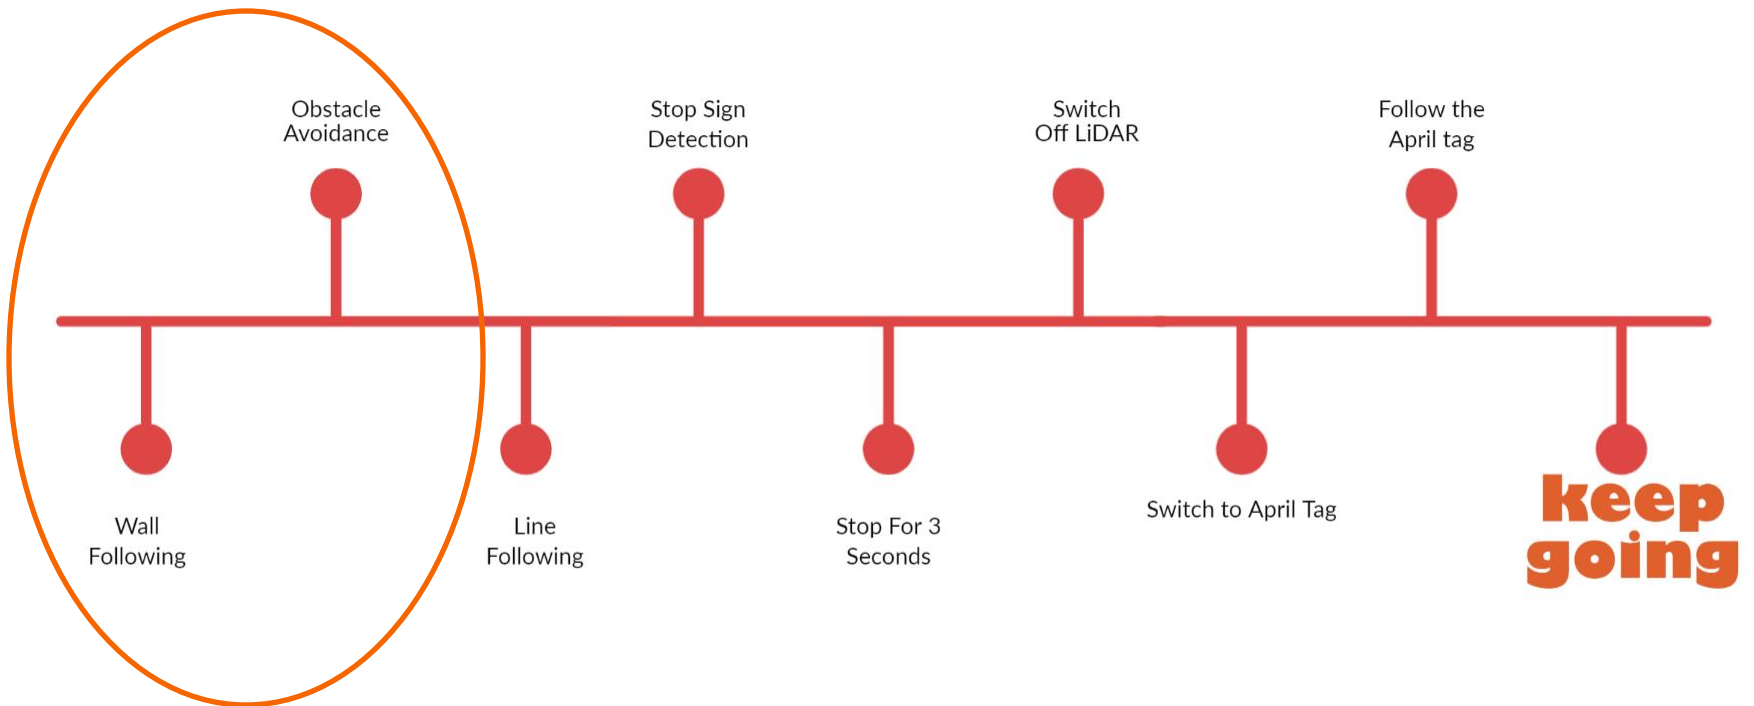 Obstacle
Avoidance
Stop Sign
Detection
Switch
Off LiDAR
Follow the
April tag
Wall
Following
Line
Following
Stop For 3
Seconds
Switch to April Tag
keep
going